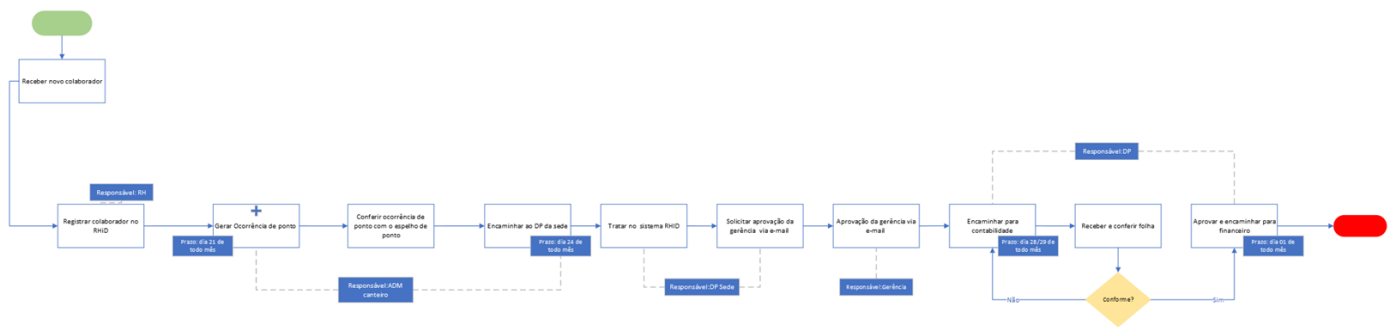 Receber novo colaborador
Responsável: RH
Registrar colaborador no
RHiD
Gerar Ocorrência de ponto
Prazo: dia 21 de
todo mês
Conferir ocorrência de
ponto com o espelho de
ponto
Encaminhar ao DP da sede
Prazo: dia 24 de
todo mês
Responsável:ADM
canteiro
Tratar no sistema RHID
Solicitar aprovação da
gerência via e-mail
Responsável:DP Sede
Aprovação da gerência via
e-mail
Responsável:Gerência
Responsável:DP
Encaminhar para
contabilidade
Prazo: dia 28/29 de
todo mês
Receber e conferir folha
Conforme?
Não
Sim
Aprovar e encaminhar para
financeiro
Prazo: dia 01 de
todo mês